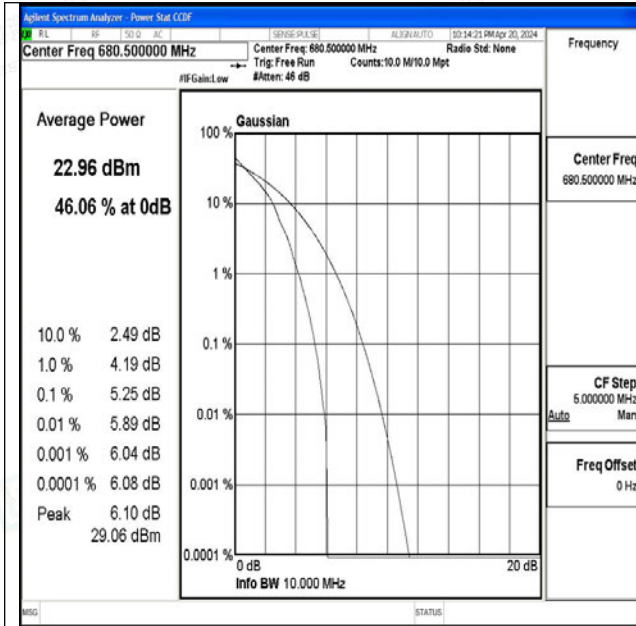 Agilent Spectrum Analyzer - Power Stat CCDF
RL RF 50 Ω AC SENSE:PULSE ALIGNAUTO 10:14:21 PM Apr 20, 2024
Center Freq 680.500000 MHz
Center Freq: 680.500000 MHz Radio Std: None
Trig: Free Run Counts:10.0 M/10.0 Mpt
#IFGain:Low #Atten: 46 dB
Frequency
Average Power
22.96 dBm
46.06 % at 0dB
10.0 % 2.49 dB
1.0 % 4.19 dB
0.1 % 5.25 dB
0.01 % 5.89 dB
0.001 % 6.04 dB
0.0001 % 6.08 dB
Peak 6.10 dB
29.06 dBm
Gaussian
100 %
10 %
1 %
0.1 %
0.01 %
0.001 %
0.0001 %
0 dB 20 dB
Info BW 10.000 MHz
Center Freq
680.500000 MHz
CF Step
5.000000 MHz
Auto Man
Freq Offset
0 Hz
MSG STATUS